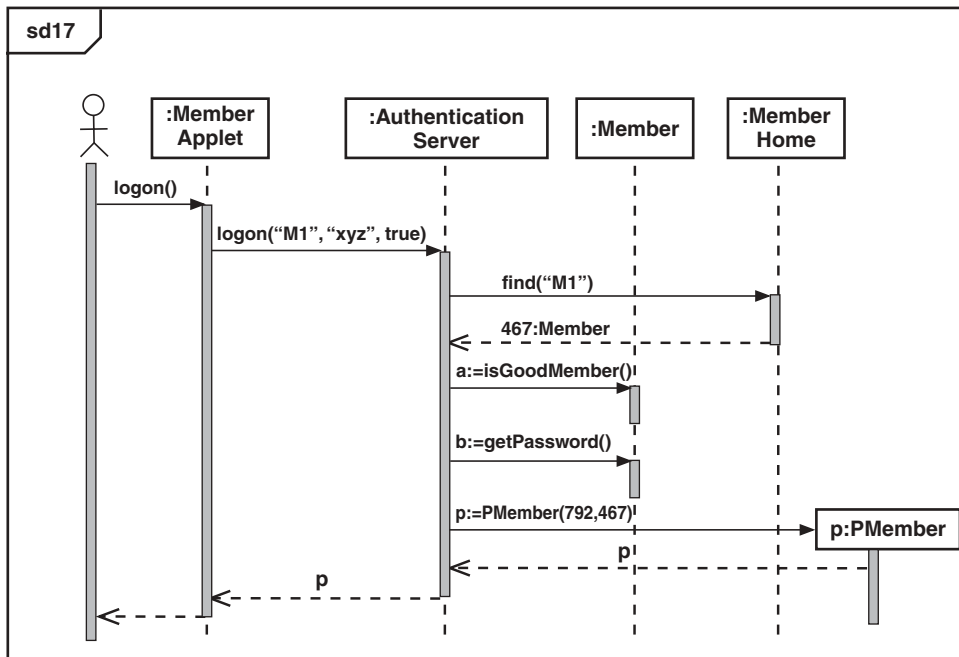 sd17
:Member
Applet
:Authentication
Server
:Member
:Member
Home
logon()
logon(“M1”, “xyz”, true)
find(“M1”)
467:Member
a:=isGoodMember()
b:=getPassword()
p:=PMember(792,467)
p:PMember
p
p